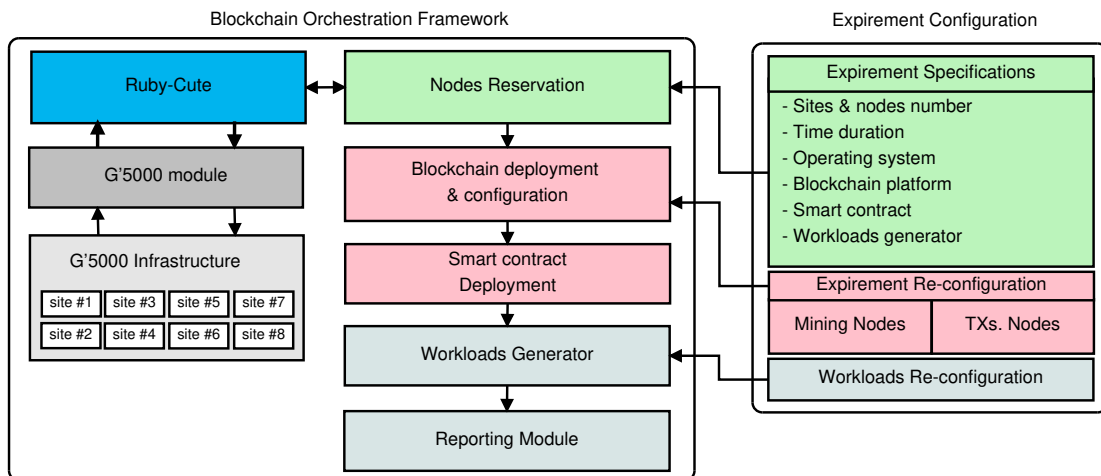 Blockchain Orchestration Framework
Ruby-Cute
Nodes Reservation
G'5000 module
Blockchain deployment
& configuration
G'5000 Infrastructure
site #1
site #3
site #5
site #7
site #2
site #4
site #6
site #8
Smart contract
Deployment
Workloads Generator
Reporting Module
Expirement Configuration
Expirement Specifications
- Sites & nodes number
- Time duration
- Operating system
- Blockchain platform
- Smart contract
- Workloads generator
Expirement Re-configuration
Mining Nodes
TXs. Nodes
Workloads Re-configuration